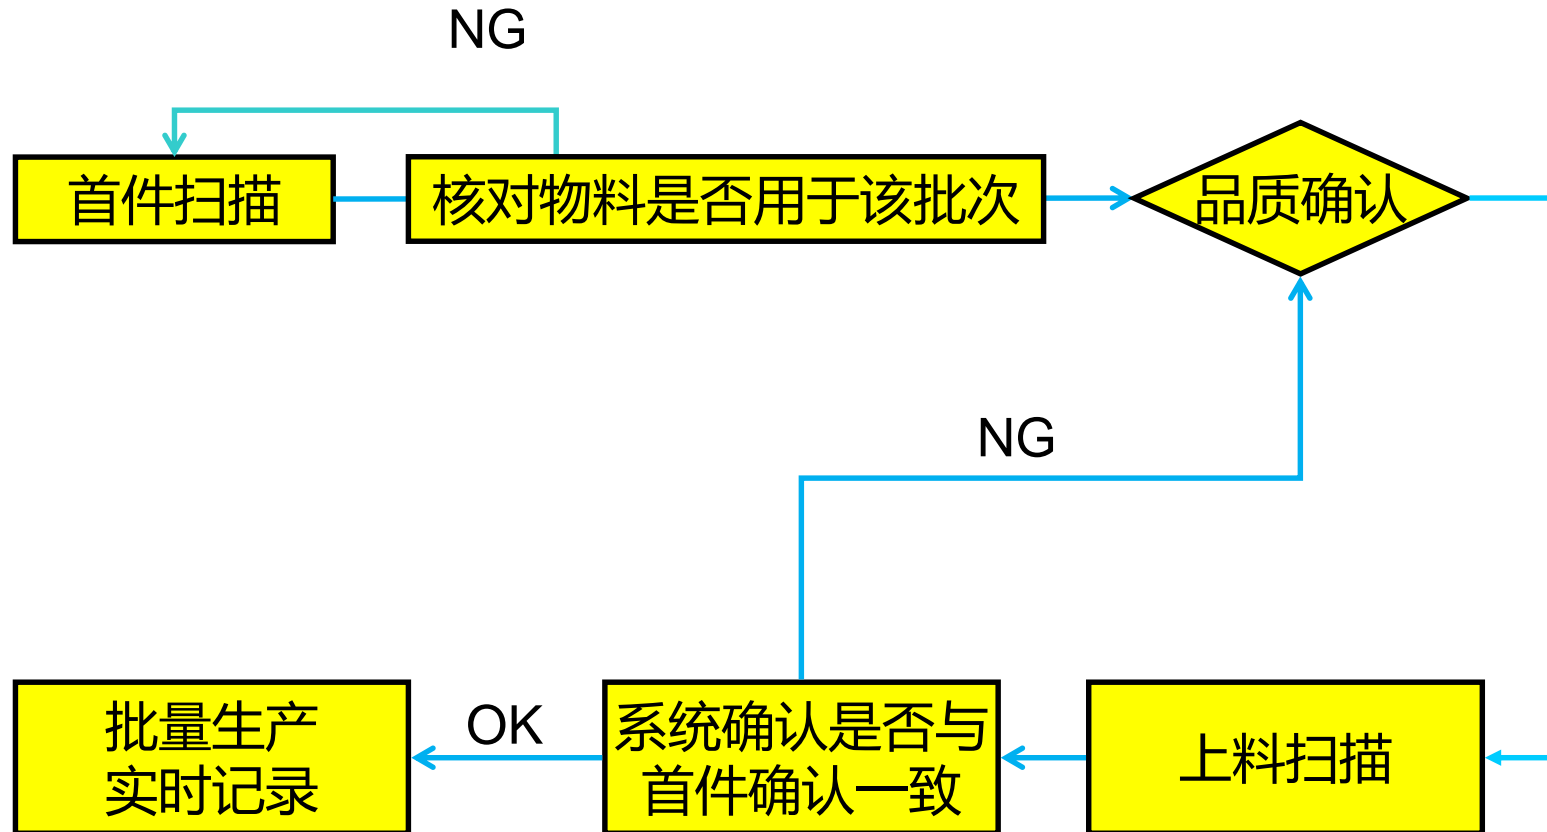 NG
首件扫描
核对物料是否用于该批次
品质确认
NG
批量生产
实时记录
OK
系统确认是否与
首件确认一致
上料扫描